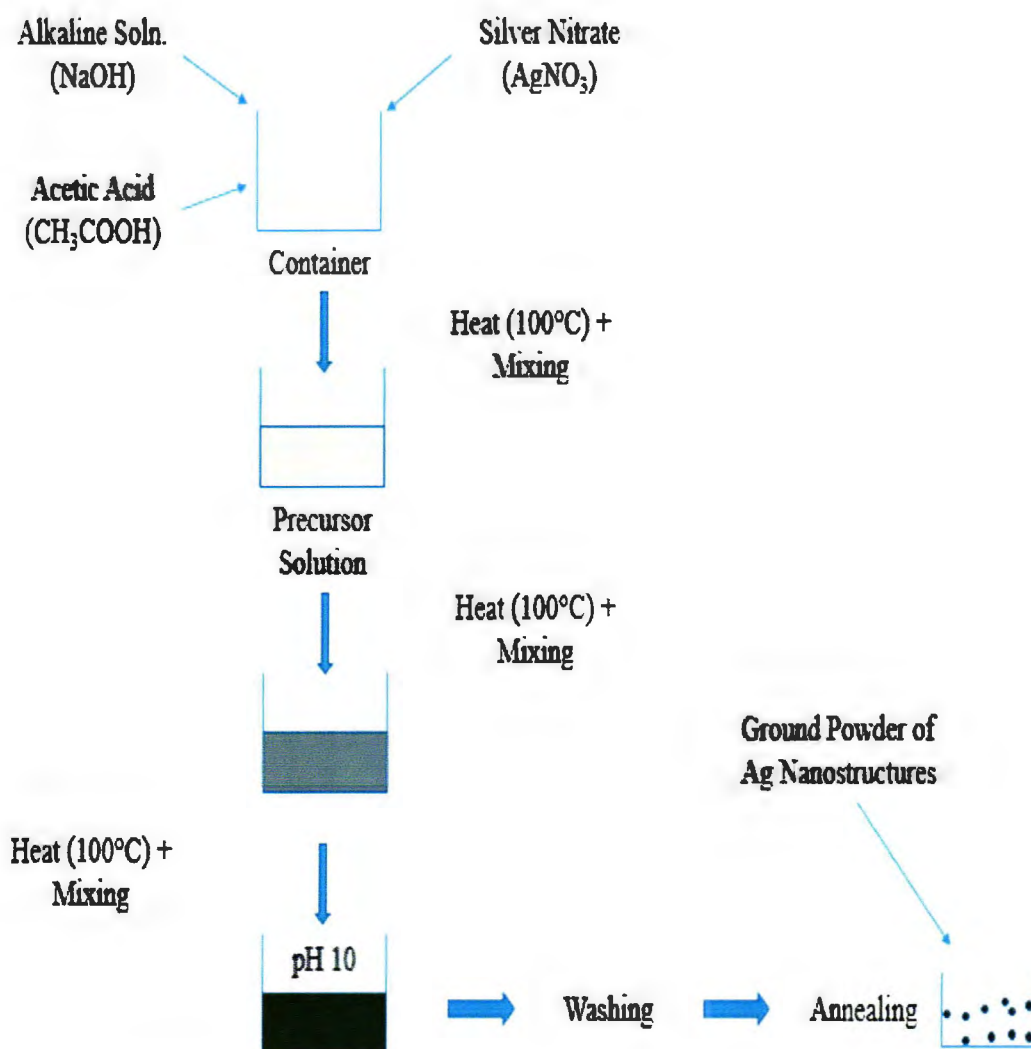 Alkaline Soln.
(NaOH)
Silver Nitrate
(AgNO₃)
Acetic Acid
(CH₃COOH)
Container
Heat (100°C) +
Mixing
Precursor
Solution
Heat (100°C) +
Mixing
Ground Powder of
Ag Nanostructures
Heat (100°C) +
Mixing
pH 10
Washing
Annealing